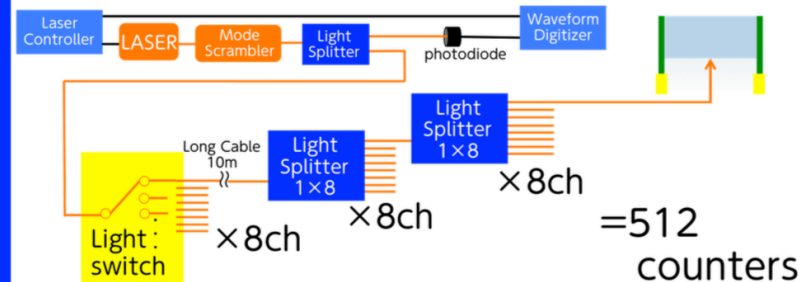 Laser
Controller
LASER
Mode
Scrambler
Light
Splitter
photodiode
Waveform
Digitizer
Light
Splitter
1×8
×8ch
Long Cable
10m
Light
Splitter
1×8
×8ch
Light
switch
×8ch
=512
counters